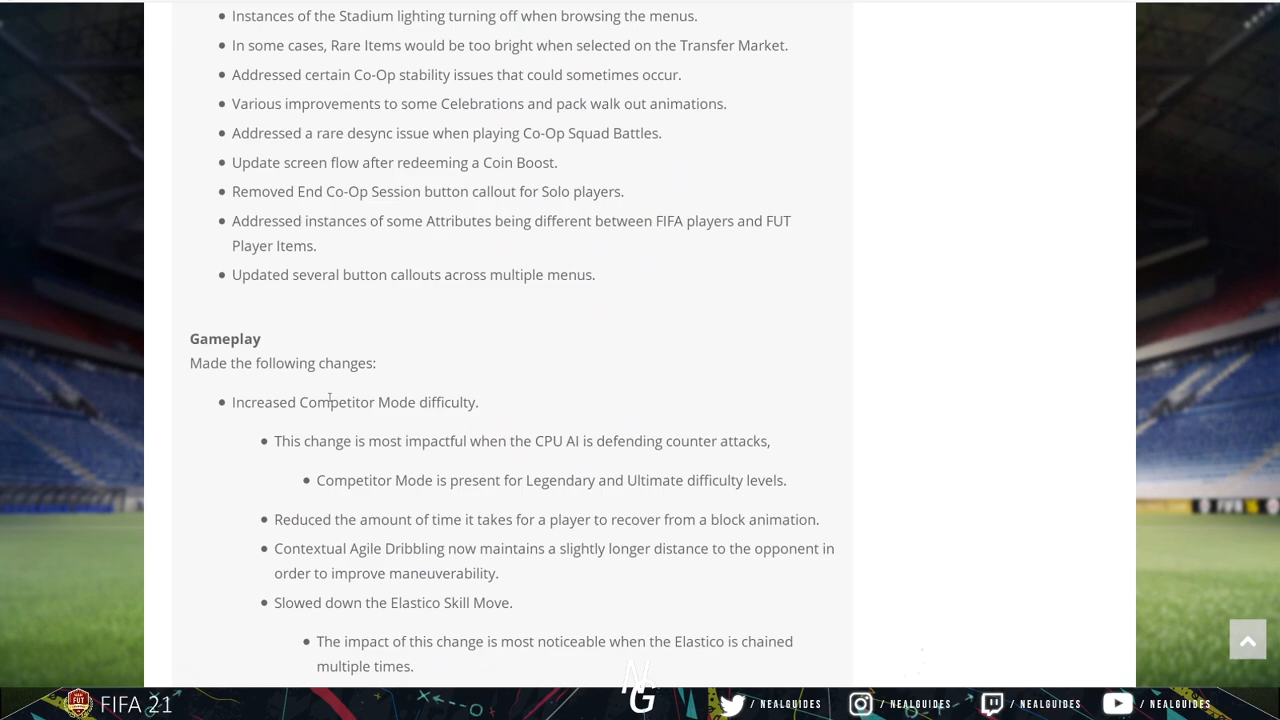 Instances of the Stadium lighting turning off when browsing the menus.
In some cases, Rare Items would be too bright when selected on the Transfer Market.
Addressed certain Co-Op stability issues that could sometimes occur.
Various improvements to some Celebrations and pack walk out animations.
Addressed a rare desync issue when playing Co-Op Squad Battles.
Update screen flow after redeeming a Coin Boost.
Removed End Co-Op Session button callout for Solo players.
Addressed instances of some Attributes being different between FIFA players and FUT
Player Items.
Updated several button callouts across multiple menus.
Gameplay
Made the following changes:
Increased Competitor Mode difficulty.
This change is most impactful when the CPU AI is defending counter attacks,
Competitor Mode is present for Legendary and Ultimate difficulty levels.
Reduced the amount of time it takes for a player to recover from a block animation.
Contextual Agile Dribbling now maintains a slightly longer distance to the opponent in
order to improve maneuverability.
Slowed down the Elastico Skill Move.
The impact of this change is most noticeable when the Elastico is chained
multiple times.
FUT FIFA 21 NG / NEALGUIDES / NEALGUIDES / NEALGUIDES / NEALGUIDES